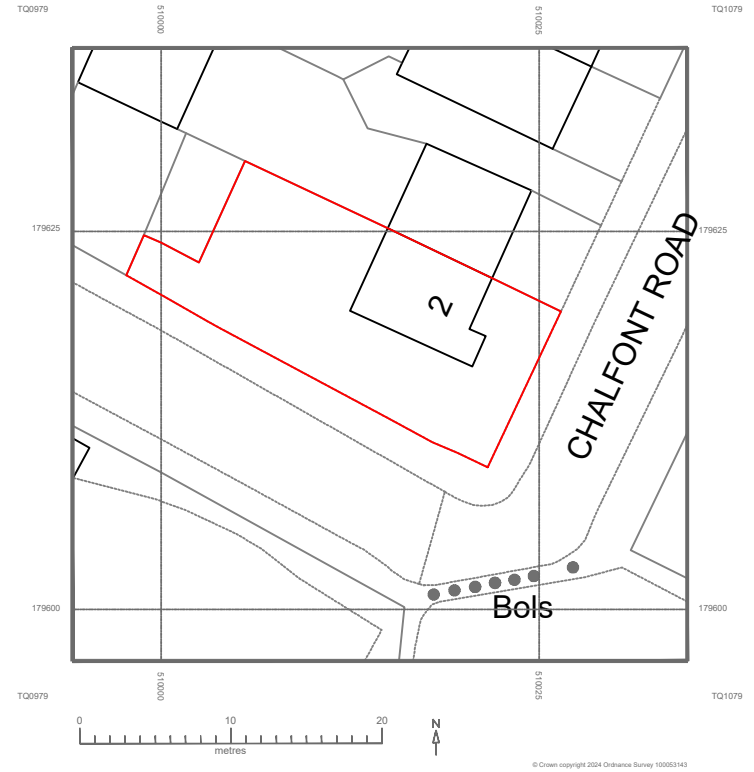 TQ0979
510000
510025
TQ1079
179625
179625
2
CHALFONT ROAD
179600
Bols
179600
TQ0979
510000
510025
TQ1079
0 10 20
metres
N
© Crown copyright 2024 Ordnance Survey 100053143